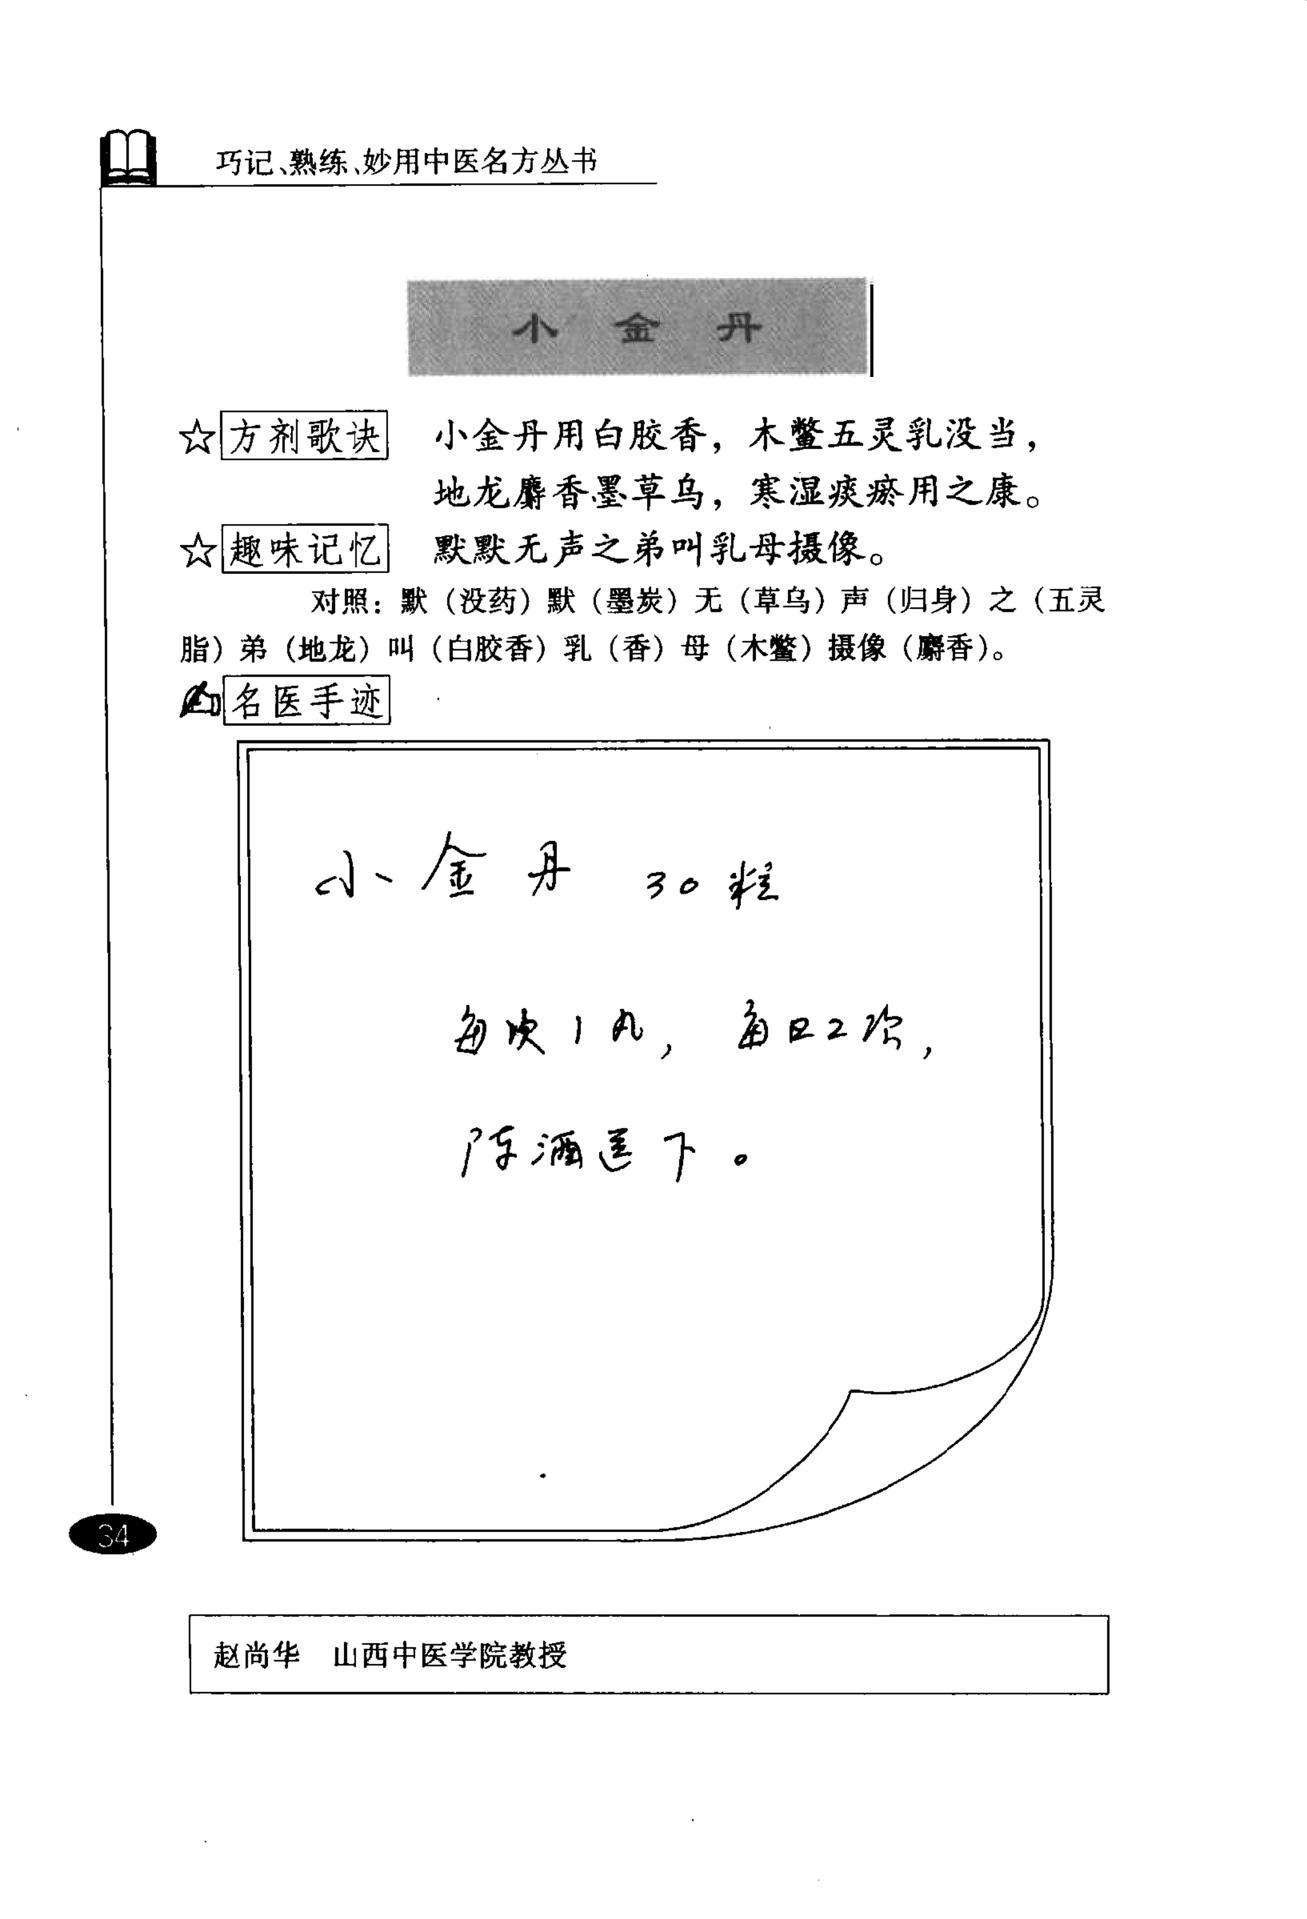 巧记、熟练、妙用中医名方丛书
小金丹
☆方剂歌诀 小金丹用白胶香，木鳖五灵乳没当，
地龙麝香墨草乌，寒湿痰瘀用之康。
☆趣味记忆 默默无声之弟叫乳母摄像。
对照：默（没药）默（墨炭）无（草乌）声（归身）之（五灵
脂）弟（地龙）叫（白胶香）乳（香）母（木鳖）摄像（麝香）。
名医手迹
小金丹 30粒
每次1丸，每日2次，
陈酒送下。
34
赵尚华 山西中医学院教授